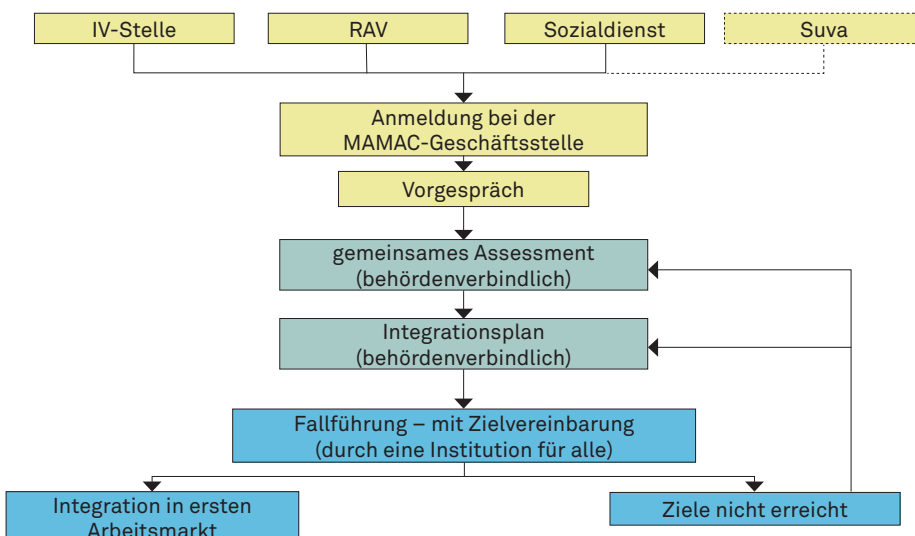 IV-Stelle
RAV
Sozialdienst
Suva
Anmeldung bei der
MAMAC-Geschäftsstelle
Vorgespräch
gemeinsames Assessment
(behördenverbindlich)
Integrationsplan
(behördenverbindlich)
Fallführung – mit Zielvereinbarung
(durch eine Institution für alle)
Integration in ersten
Arbeitsmarkt
Ziele nicht erreicht